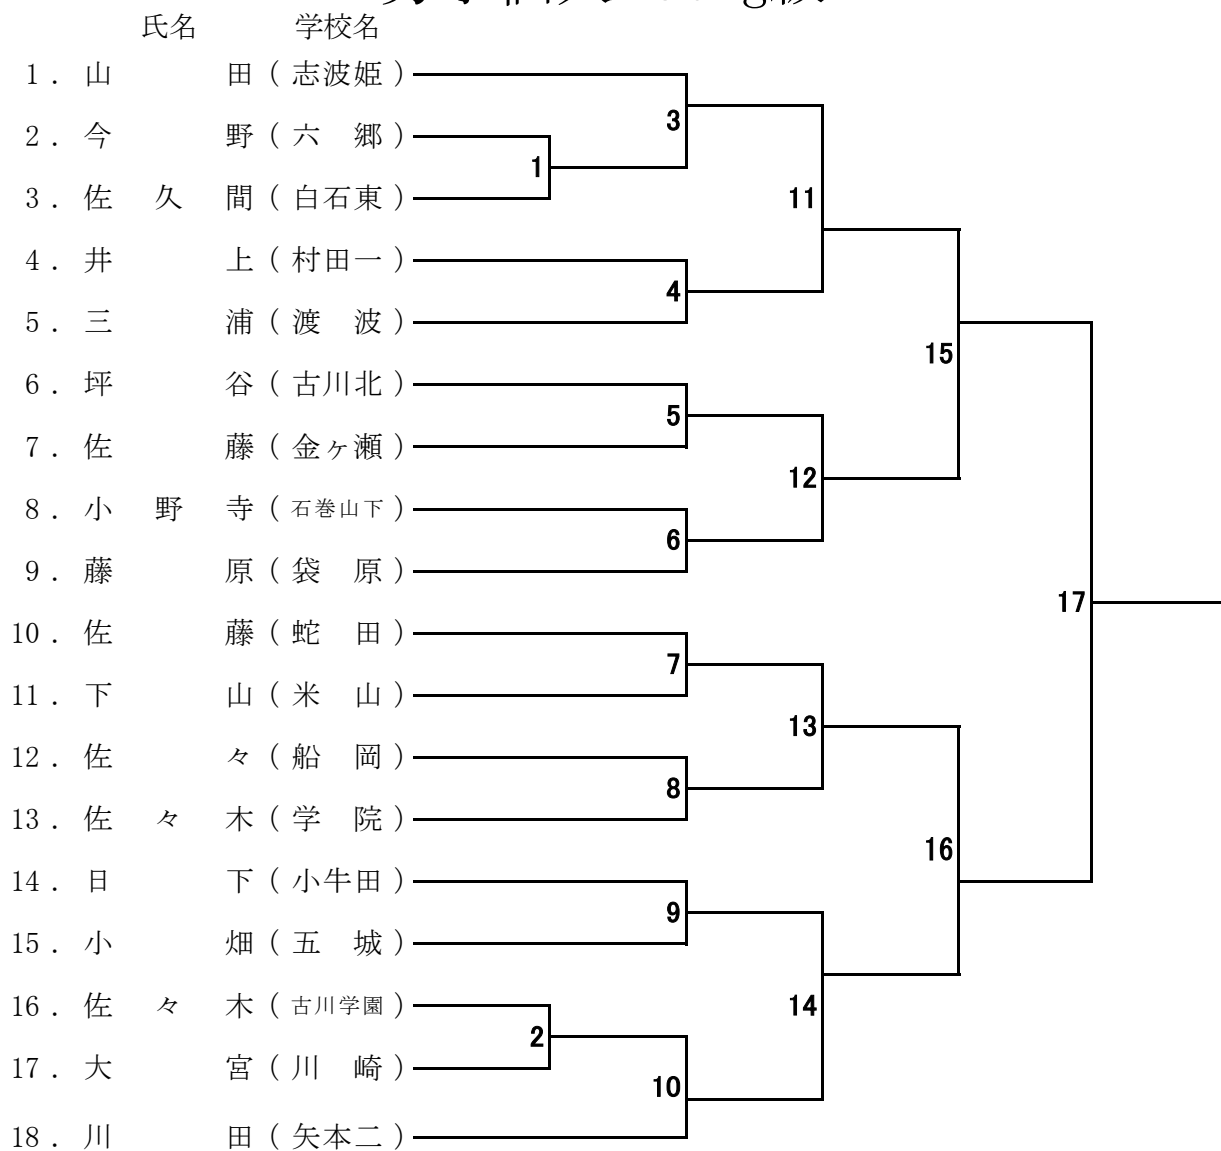 氏名 学校名
1. 山 田 ( 志波姫 )
2. 今 野 ( 六 郷 )
3. 佐 久 間 ( 白石東 )
4. 井 上 ( 村田一 )
5. 三 浦 ( 渡 波 )
6. 坪 谷 ( 古川北 )
7. 佐 藤 ( 金ヶ瀬 )
8. 小 野 寺 ( 石巻山下 )
9. 藤 原 ( 袋 原 )
10. 佐 藤 ( 蛇 田 )
11. 下 山 ( 米 山 )
12. 佐 々 ( 船 岡 )
13. 佐 々 木 ( 学 院 )
14. 日 下 ( 小牛田 )
15. 小 畑 ( 五 城 )
16. 佐 々 木 ( 古川学園 )
17. 大 宮 ( 川 崎 )
18. 川 田 ( 矢本二 )
1
2
3
4
5
6
7
8
9
10
11
12
13
14
15
16
17